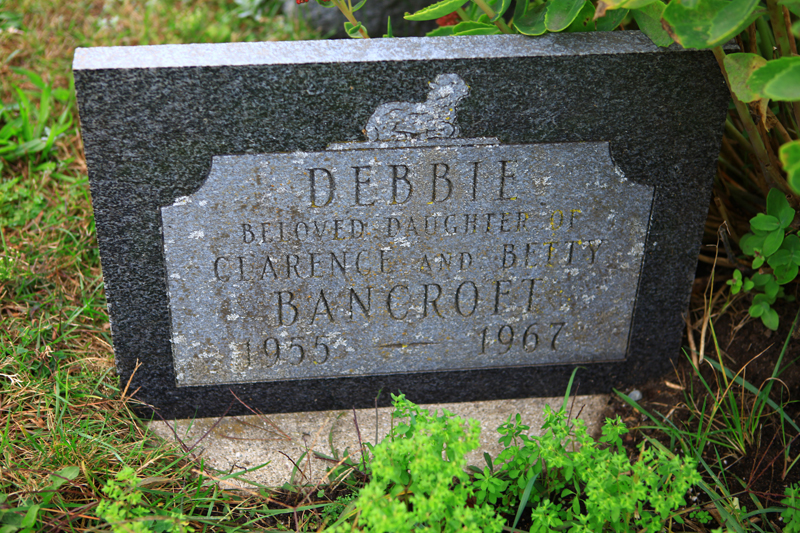 DEBBIE
BELOVED DAUGHTER OF
CLARENCE AND BETTY
BANCROFT
1955 — 1967